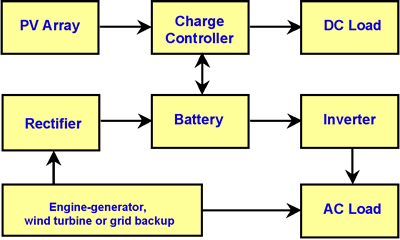 PV Array
Charge
Controller
DC Load
Rectifier
Battery
Inverter
Engine-generator,
wind turbine or grid backup
AC Load